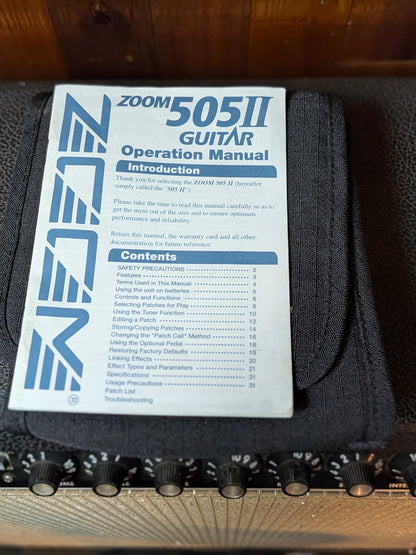 ZOOM
ZOOM 505II
GUITAR
Operation Manual
Introduction
Thank you for selecting the ZOOM 505 II (hereafter
simply called the "505 II").
Please take the time to read this manual carefully so as to
get the most out of the unit and to ensure optimum
performance and reliability.
Retain this manual, the warranty card and all other
documentation for future reference.
Contents
SAFETY PRECAUTIONS 2
Features 3
Terms Used in This Manual 4
Using the unit on batteries 5
Controls and Functions 6
Selecting Patches for Play 8
Using the Tuner Function 10
Editing a Patch 12
Storing/Copying Patches 14
Changing the "Patch Call" Method 16
Using the Optional Pedal 18
Restoring Factory Defaults 19
Linking Effects 20
Effect Types and Parameters 21
Specifications 31
Usage Precautions 31
Patch List
Troubleshooting